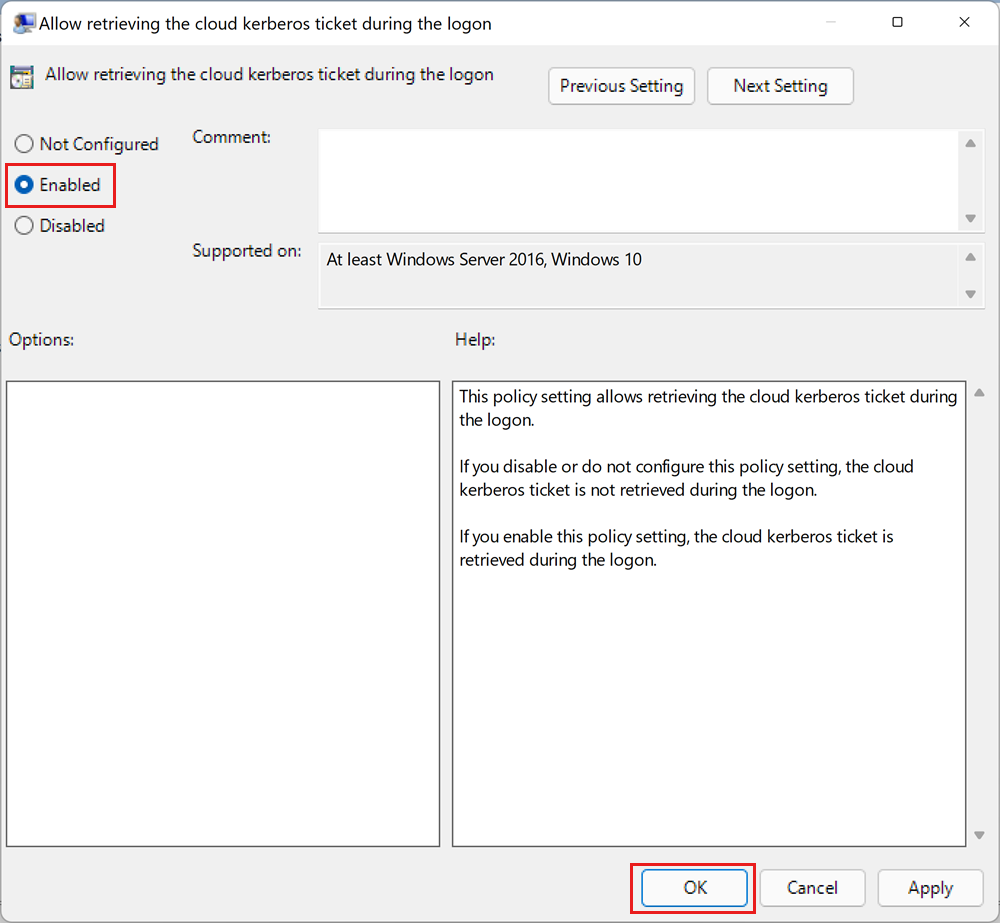 Allow retrieving the cloud kerberos ticket during the logon
Allow retrieving the cloud kerberos ticket during the logon
Previous Setting
Next Setting
Not Configured
Comment:
Enabled
Disabled
Supported on:
At least Windows Server 2016, Windows 10
Options:
Help:
This policy setting allows retrieving the cloud kerberos ticket during
the logon.
If you disable or do not configure this policy setting, the cloud
kerberos ticket is not retrieved during the logon.
If you enable this policy setting, the cloud kerberos ticket is
retrieved during the logon.
OK
Cancel
Apply